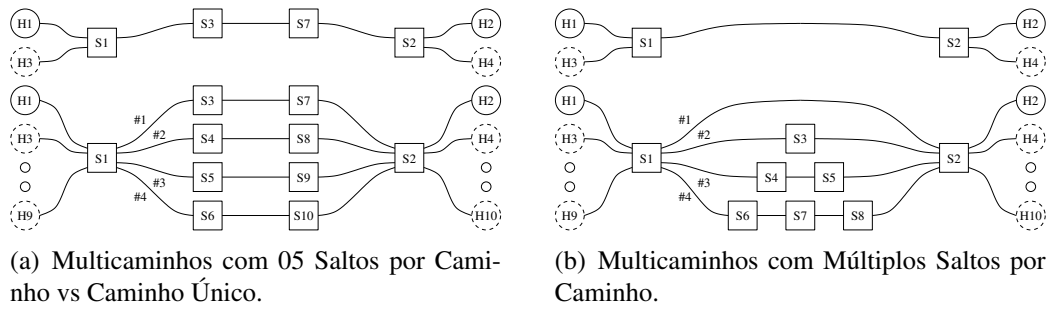 H1 S3 S7 H2
S1 S2
H3 H4
H1 S3 S7 H2
#1
H3 #2 S4 S8 H4
S1 S2
#3 S5 S9
#4
H9 S6 S10 H10
(a) Multicaminhos com 05 Saltos por Cami-
nho vs Caminho Único.
H1 H2
S1 S2
H3 H4
H1 H2
#1
H3 #2 S3 H4
S1 S2
#3 S4 S5
#4
H9 S6 S7 S8 H10
(b) Multicaminhos com Múltiplos Saltos por
Caminho.